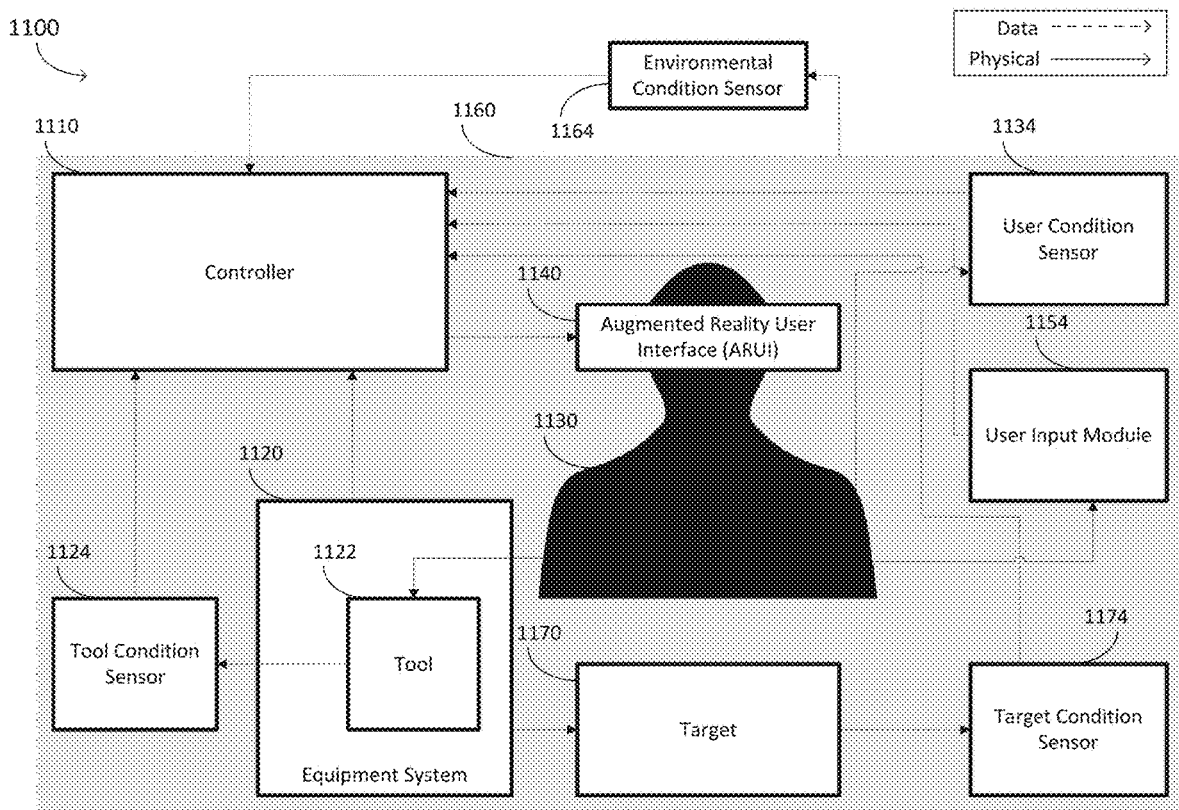 1100
Data
Physical
Environmental
Condition Sensor
1164
1160
1110
1134
Controller
User Condition
Sensor
1140
Augmented Reality User
Interface (ARUI)
1154
User Input Module
1130
1120
1124
1122
Tool Condition
Sensor
Tool
Equipment System
1170
Target
1174
Target Condition
Sensor